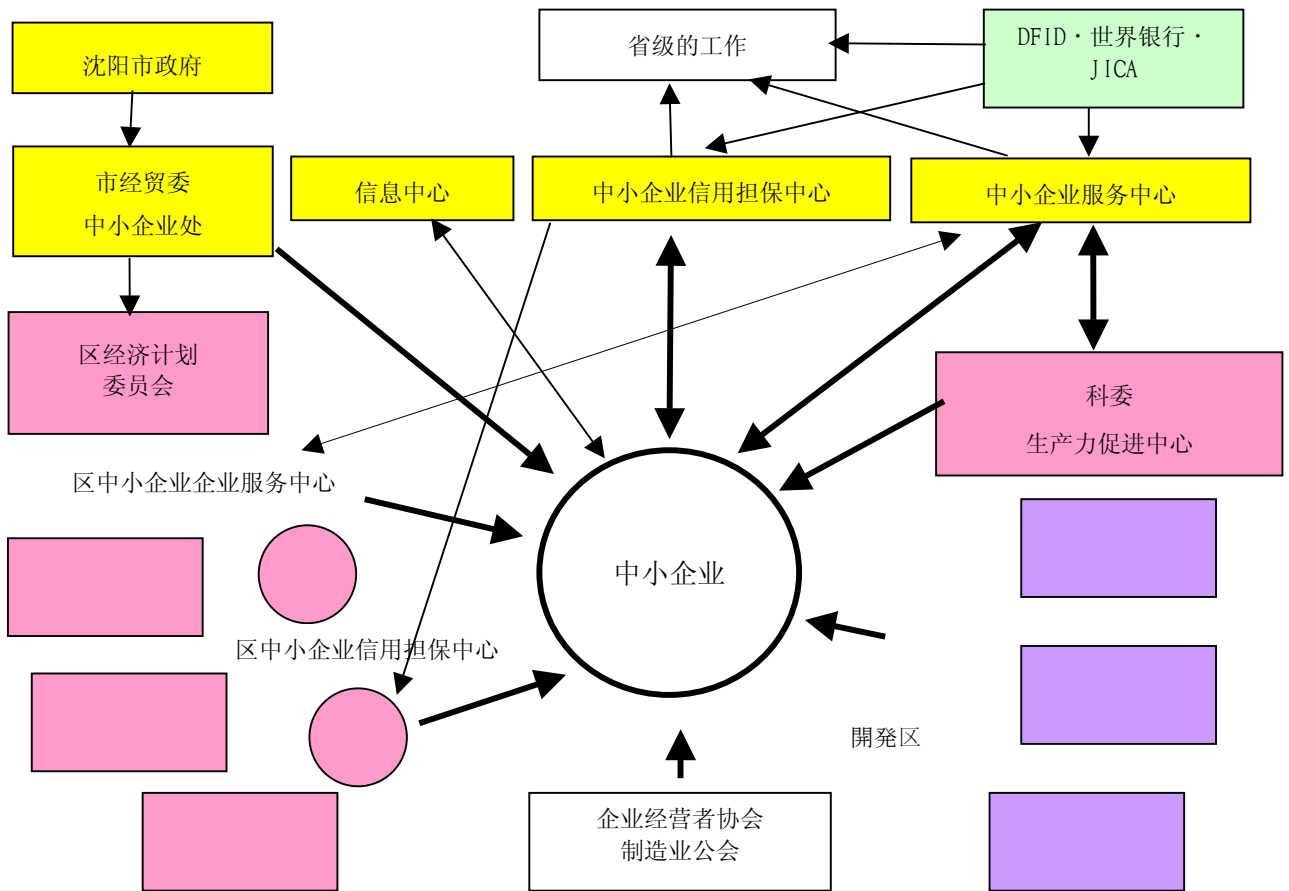 省级的工作
DFID·世界银行·
JICA
沈阳市政府
市经贸委
中小企业处
信息中心
中小企业信用担保中心
中小企业服务中心
区经济计划
委员会
科委
生产力促进中心
区中小企业企业服务中心
中小企业
区中小企业信用担保中心
開発区
企业经营者协会
制造业公会